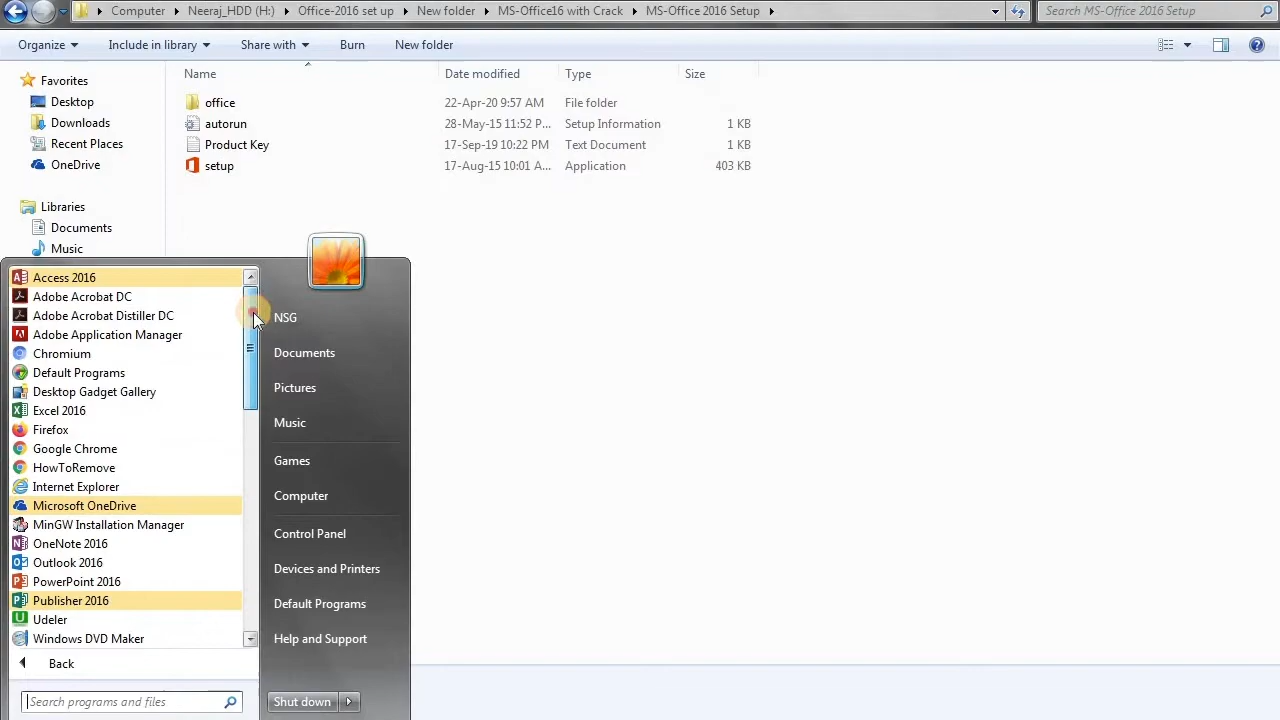 Computer Neeraj_HDD (H:) Office-2016 set up New folder MS-Office16 with Crack MS-Office 2016 Setup Search MS-Office 2016 Setup
Organize Include in library Share with Burn New folder
Favorites
Desktop
Downloads
Recent Places
OneDrive
Libraries
Documents
Music
Name Date modified Type Size
office 22-Apr-20 9:57 AM File folder
autorun 28-May-15 11:52 P... Setup Information 1 KB
Product Key 17-Sep-19 10:22 PM Text Document 1 KB
setup 17-Aug-15 10:01 A... Application 403 KB
Access 2016
Adobe Acrobat DC
Adobe Acrobat Distiller DC
Adobe Application Manager
Chromium
Default Programs
Desktop Gadget Gallery
Excel 2016
Firefox
Google Chrome
HowToRemove
Internet Explorer
Microsoft OneDrive
MinGW Installation Manager
OneNote 2016
Outlook 2016
PowerPoint 2016
Publisher 2016
Udeler
Windows DVD Maker
Back
Search programs and files
NSG
Documents
Pictures
Music
Games
Computer
Control Panel
Devices and Printers
Default Programs
Help and Support
Shut down